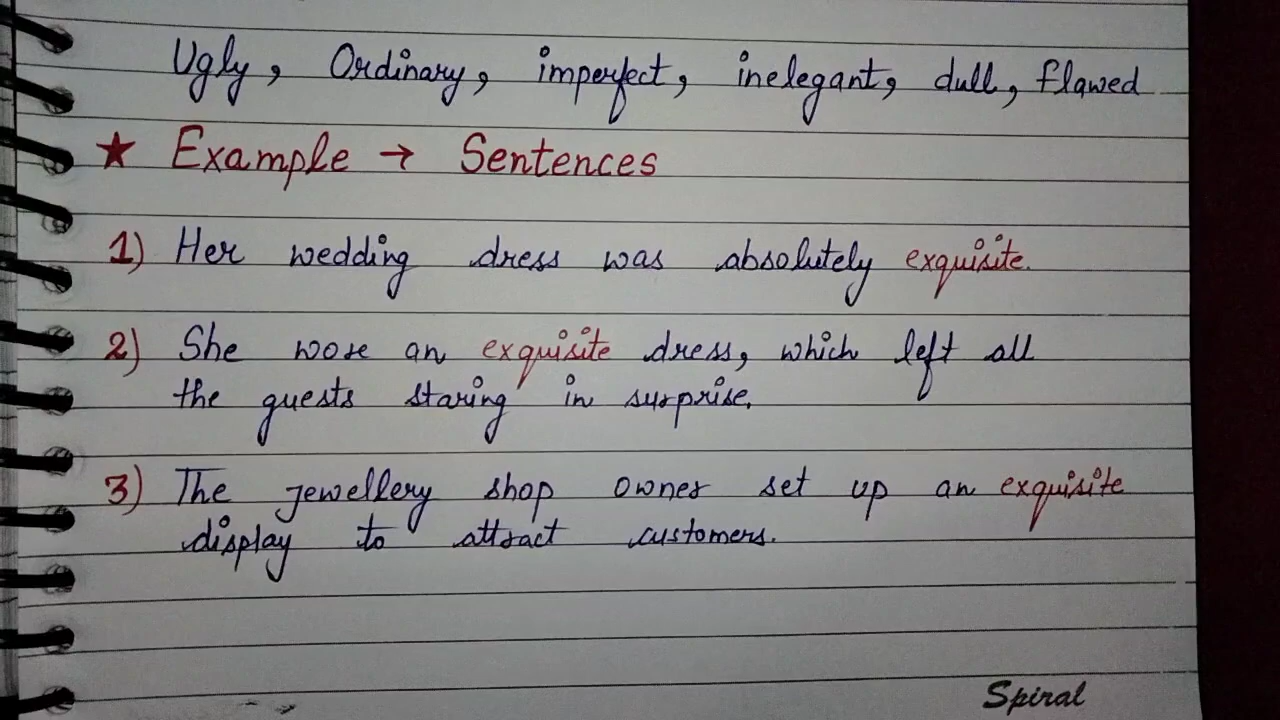 Ugly, Ordinary, imperfect, inelegant, dull, flawed
★ Example → Sentences
1) Her wedding dress was absolutely exquisite.
2) She wore an exquisite dress, which left all
the guests staring in surprise.
3) The jewellery shop owner set up an exquisite
display to attract customers.
Spiral